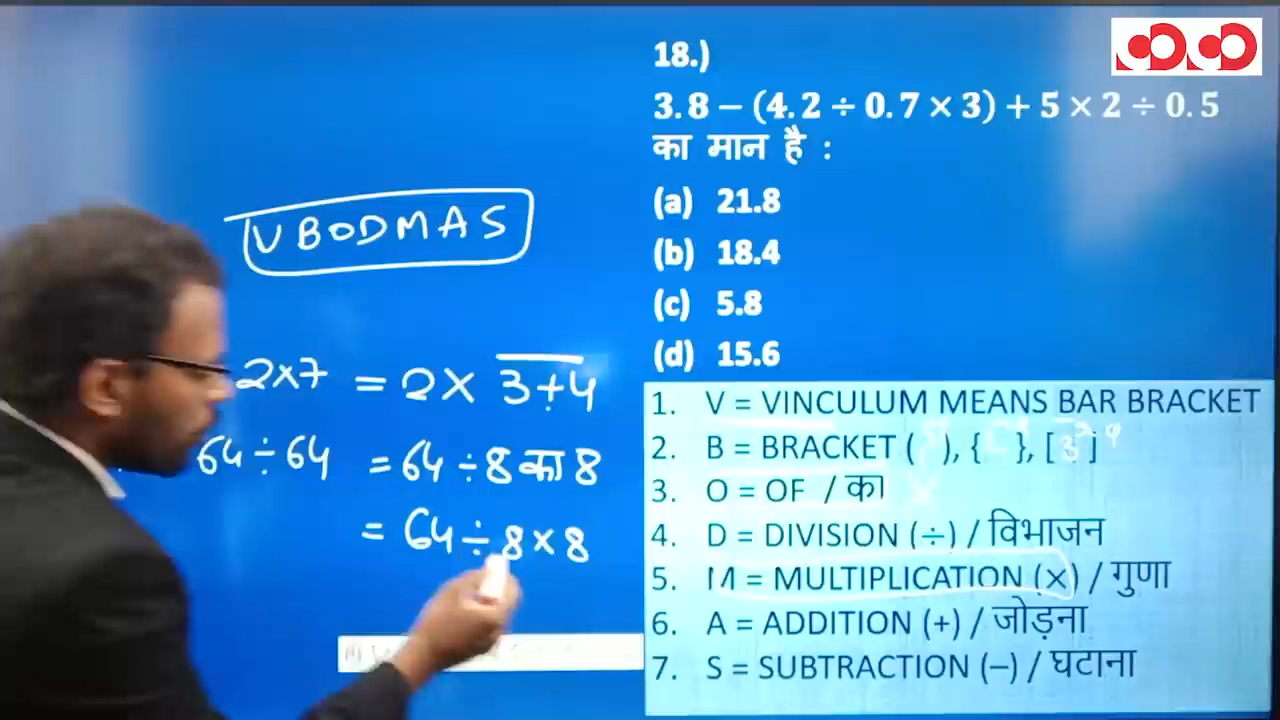 18.)
3.8 − (4.2 ÷ 0.7 × 3) + 5 × 2 ÷ 0.5
का मान है :
(a) 21.8
(b) 18.4
(c) 5.8
(d) 15.6
VBODMAS
2×7 = 2× 3+4
64÷64 = 64÷8 का 8
= 64÷8×8
1. V = VINCULUM MEANS BAR BRACKET
2. B = BRACKET ( ), { }, [ ]
3. O = OF / का ×
4. D = DIVISION (÷) / विभाजन
5. M = MULTIPLICATION (×) / गुणा
6. A = ADDITION (+) / जोड़ना
7. S = SUBTRACTION (–) / घटाना